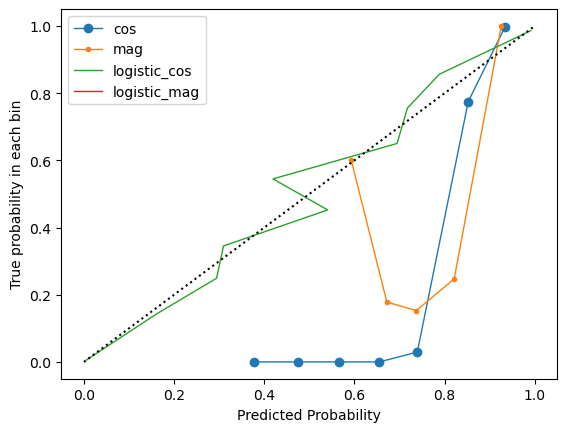 cos
mag
logistic_cos
logistic_mag
True probability in each bin
1.0
0.8
0.6
0.4
0.2
0.0
0.0 0.2 0.4 0.6 0.8 1.0
Predicted Probability